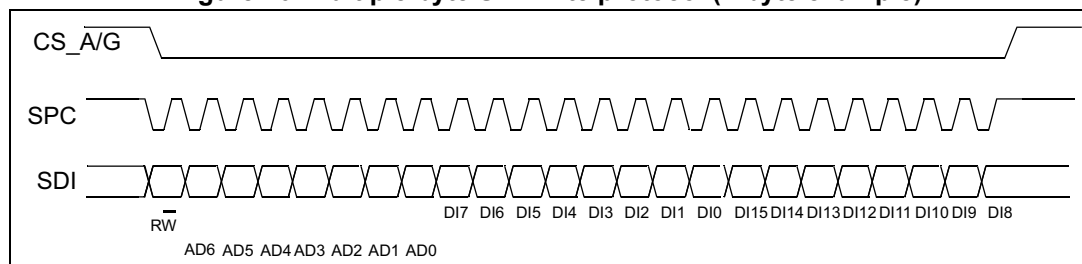 CS_A/G
SPC
SDI
RW
DI7 DI6 DI5 DI4 DI3 DI2 DI1 DI0 DI15 DI14 DI13 DI12 DI11 DI10 DI9 DI8
AD6 AD5 AD4 AD3 AD2 AD1 AD0